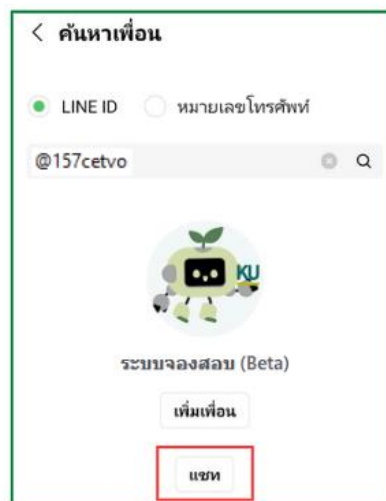 < ค้นหาเพื่อน
LINE ID หมายเลขโทรศัพท์
@157cetvo
KU
ระบบจองสอบ (Beta)
เพิ่มเพื่อน
แชท